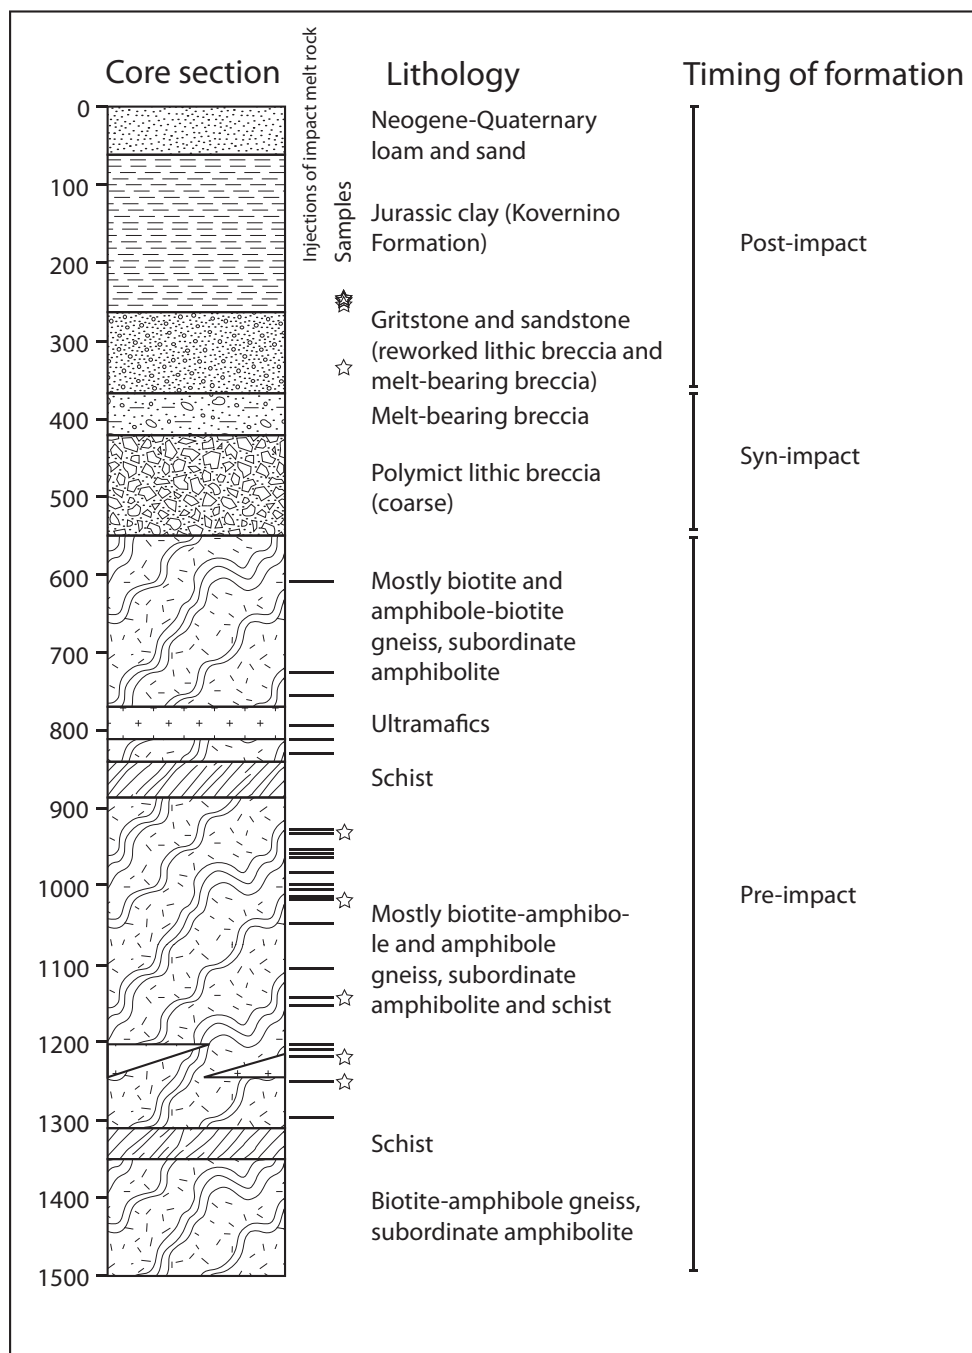 Core section
Injections of impact melt rock
Samples
Lithology
Timing of formation
0
100
200
300
400
500
600
700
800
900
1000
1100
1200
1300
1400
1500
Neogene-Quaternary
loam and sand
Jurassic clay (Kovernino
Formation)
Gritstone and sandstone
(reworked lithic breccia and
melt-bearing breccia)
Melt-bearing breccia
Polymict lithic breccia
(coarse)
Mostly biotite and
amphibole-biotite
gneiss, subordinate
amphibolite
Ultramafics
Schist
Mostly biotite-amphibo-
le and amphibole
gneiss, subordinate
amphibolite and schist
Schist
Biotite-amphibole gneiss,
subordinate amphibolite
Post-impact
Syn-impact
Pre-impact